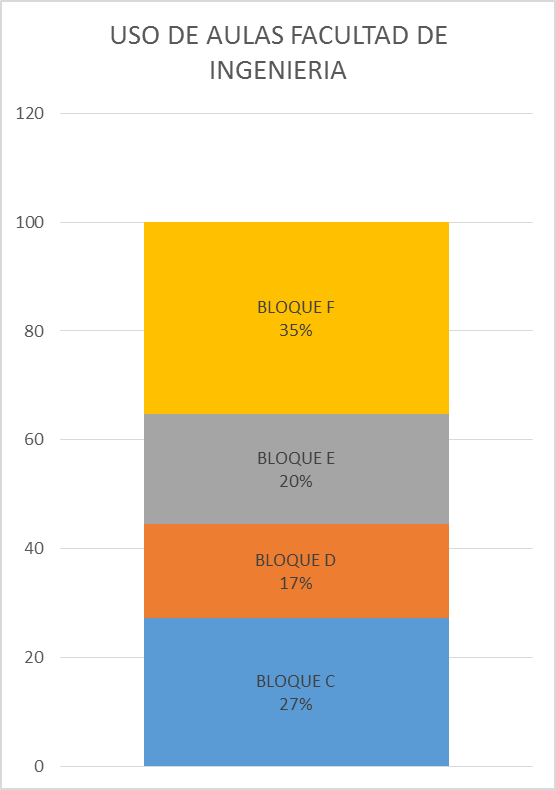 USO DE AULAS FACULTAD DE
INGENIERIA
120
100
80
60
40
20
0
BLOQUE F
35%
BLOQUE E
20%
BLOQUE D
17%
BLOQUE C
27%